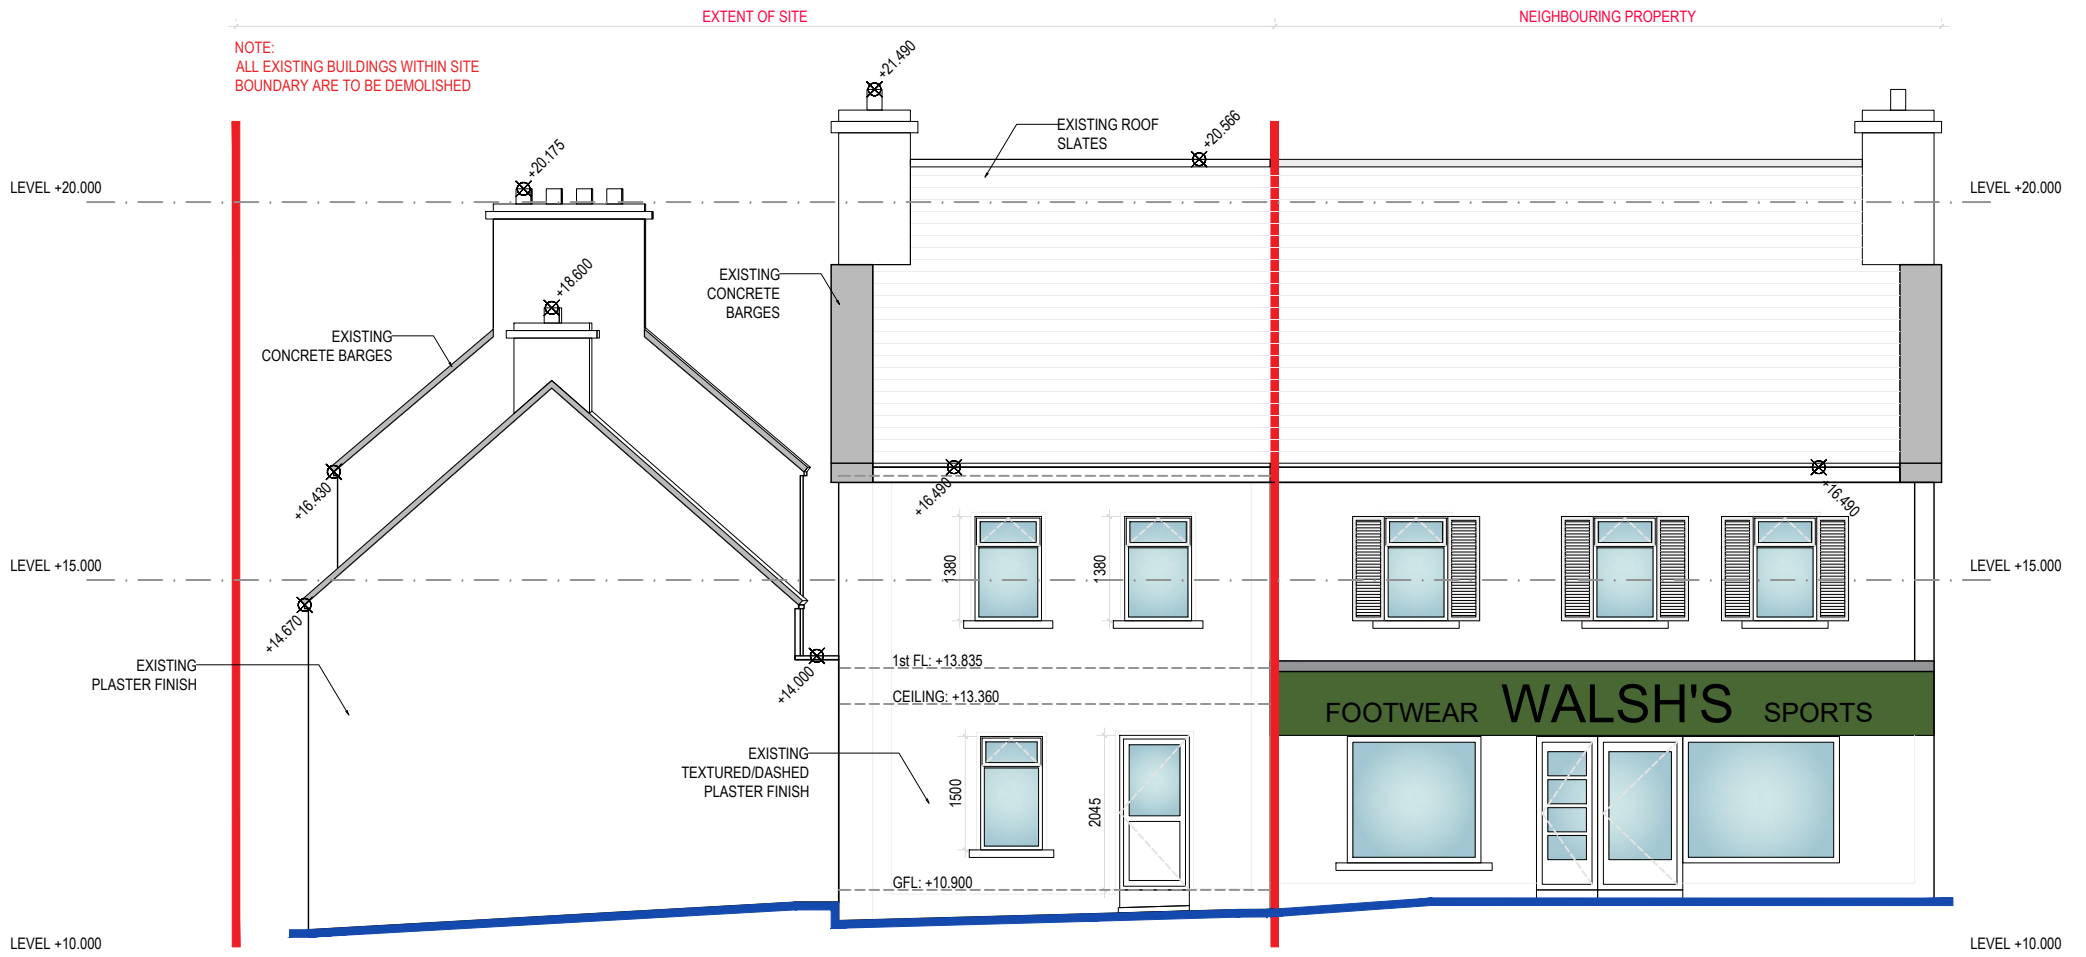 EXTENT OF SITE
NEIGHBOURING PROPERTY
NOTE:
ALL EXISTING BUILDINGS WITHIN SITE
BOUNDARY ARE TO BE DEMOLISHED
+21.490
+20.566
EXISTING ROOF
SLATES
+20.175
LEVEL +20.000
LEVEL +20.000
+18.600
EXISTING
CONCRETE
BARGES
EXISTING
CONCRETE BARGES
+16.430
+16.490
+16.490
1380
1380
LEVEL +15.000
LEVEL +15.000
+14.670
+14.000
EXISTING
PLASTER FINISH
1st FL: +13.835
CEILING: +13.360
FOOTWEAR WALSH'S SPORTS
EXISTING
TEXTURED/DASHED
PLASTER FINISH
1500
2045
GFL: +10.900
LEVEL +10.000
LEVEL +10.000